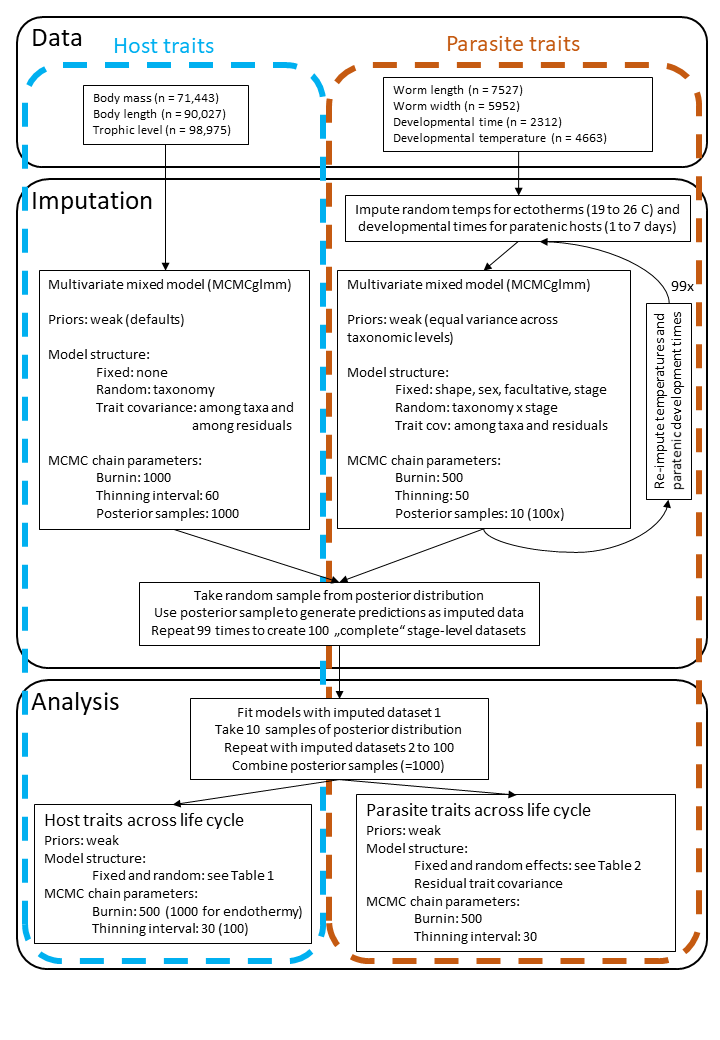 Data
Host traits
Parasite traits
Body mass (n = 71,443)
Body length (n = 90,027)
Trophic level (n = 98,975)
Worm length (n = 7527)
Worm width (n = 5952)
Developmental time (n = 2312)
Developmental temperature (n = 4663)
Imputation
Impute random temps for ectotherms (19 to 26 C) and
developmental times for paratenic hosts (1 to 7 days)
Multivariate mixed model (MCMCglmm)
Priors: weak (defaults)
Model structure:
Fixed: none
Random: taxonomy
Trait covariance: among taxa and
among residuals
MCMC chain parameters:
Burnin: 1000
Thinning interval: 60
Posterior samples: 1000
Multivariate mixed model (MCMCglmm)
Priors: weak (equal variance across
taxonomic levels)
Model structure:
Fixed: shape, sex, facultative, stage
Random: taxonomy x stage
Trait cov: among taxa and residuals
MCMC chain parameters:
Burnin: 500
Thinning: 50
Posterior samples: 10 (100x)
99x
Re-impute temperatures and
paratenic development times
Take random sample from posterior distribution
Use posterior sample to generate predictions as imputed data
Repeat 99 times to create 100 „complete“ stage-level datasets
Analysis
Fit models with imputed dataset 1
Take 10 samples of posterior distribution
Repeat with imputed datasets 2 to 100
Combine posterior samples (=1000)
Host traits across life cycle
Priors: weak
Model structure:
Fixed and random: see Table 1
MCMC chain parameters:
Burnin: 500 (1000 for endothermy)
Thinning interval: 30 (100)
Parasite traits across life cycle
Priors: weak
Model structure:
Fixed and random effects: see Table 2
Residual trait covariance
MCMC chain parameters:
Burnin: 500
Thinning interval: 30